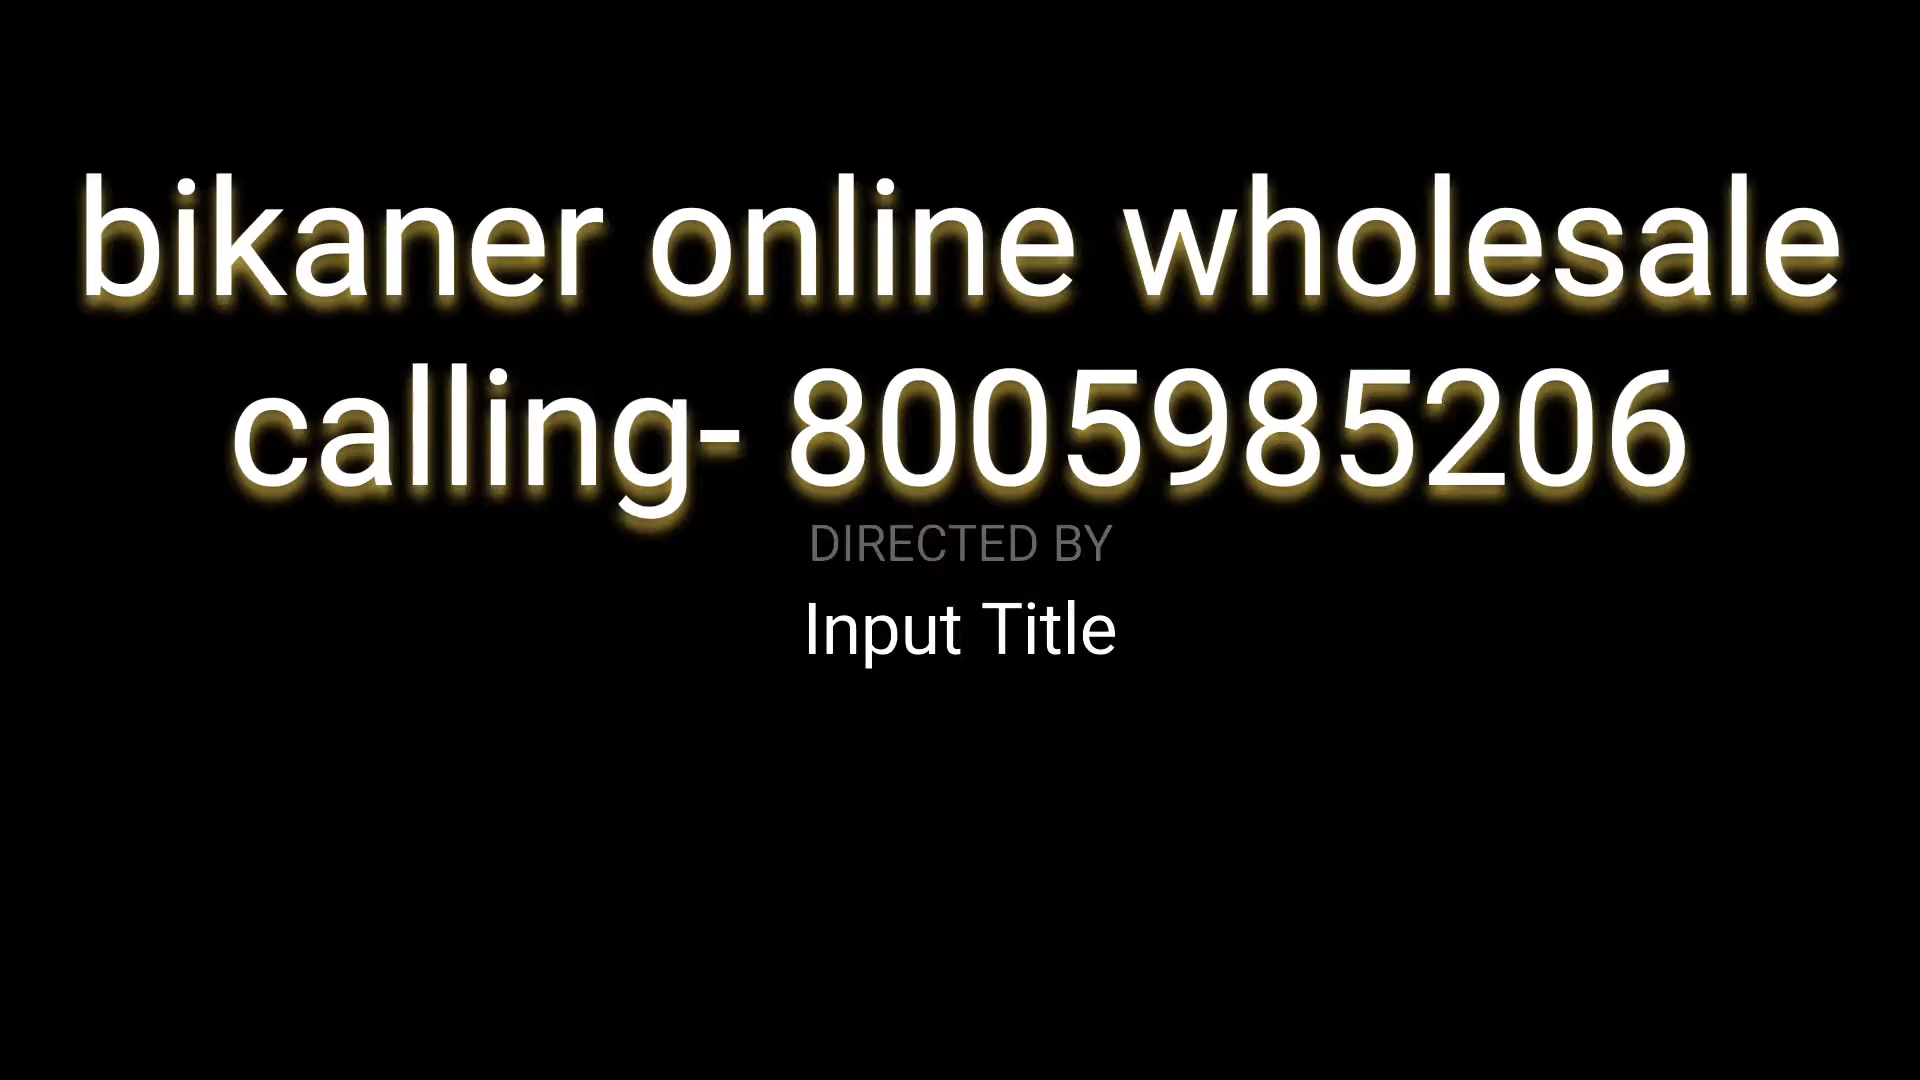 bikaner online wholesale
calling- 8005985206
DIRECTED BY
Input Title